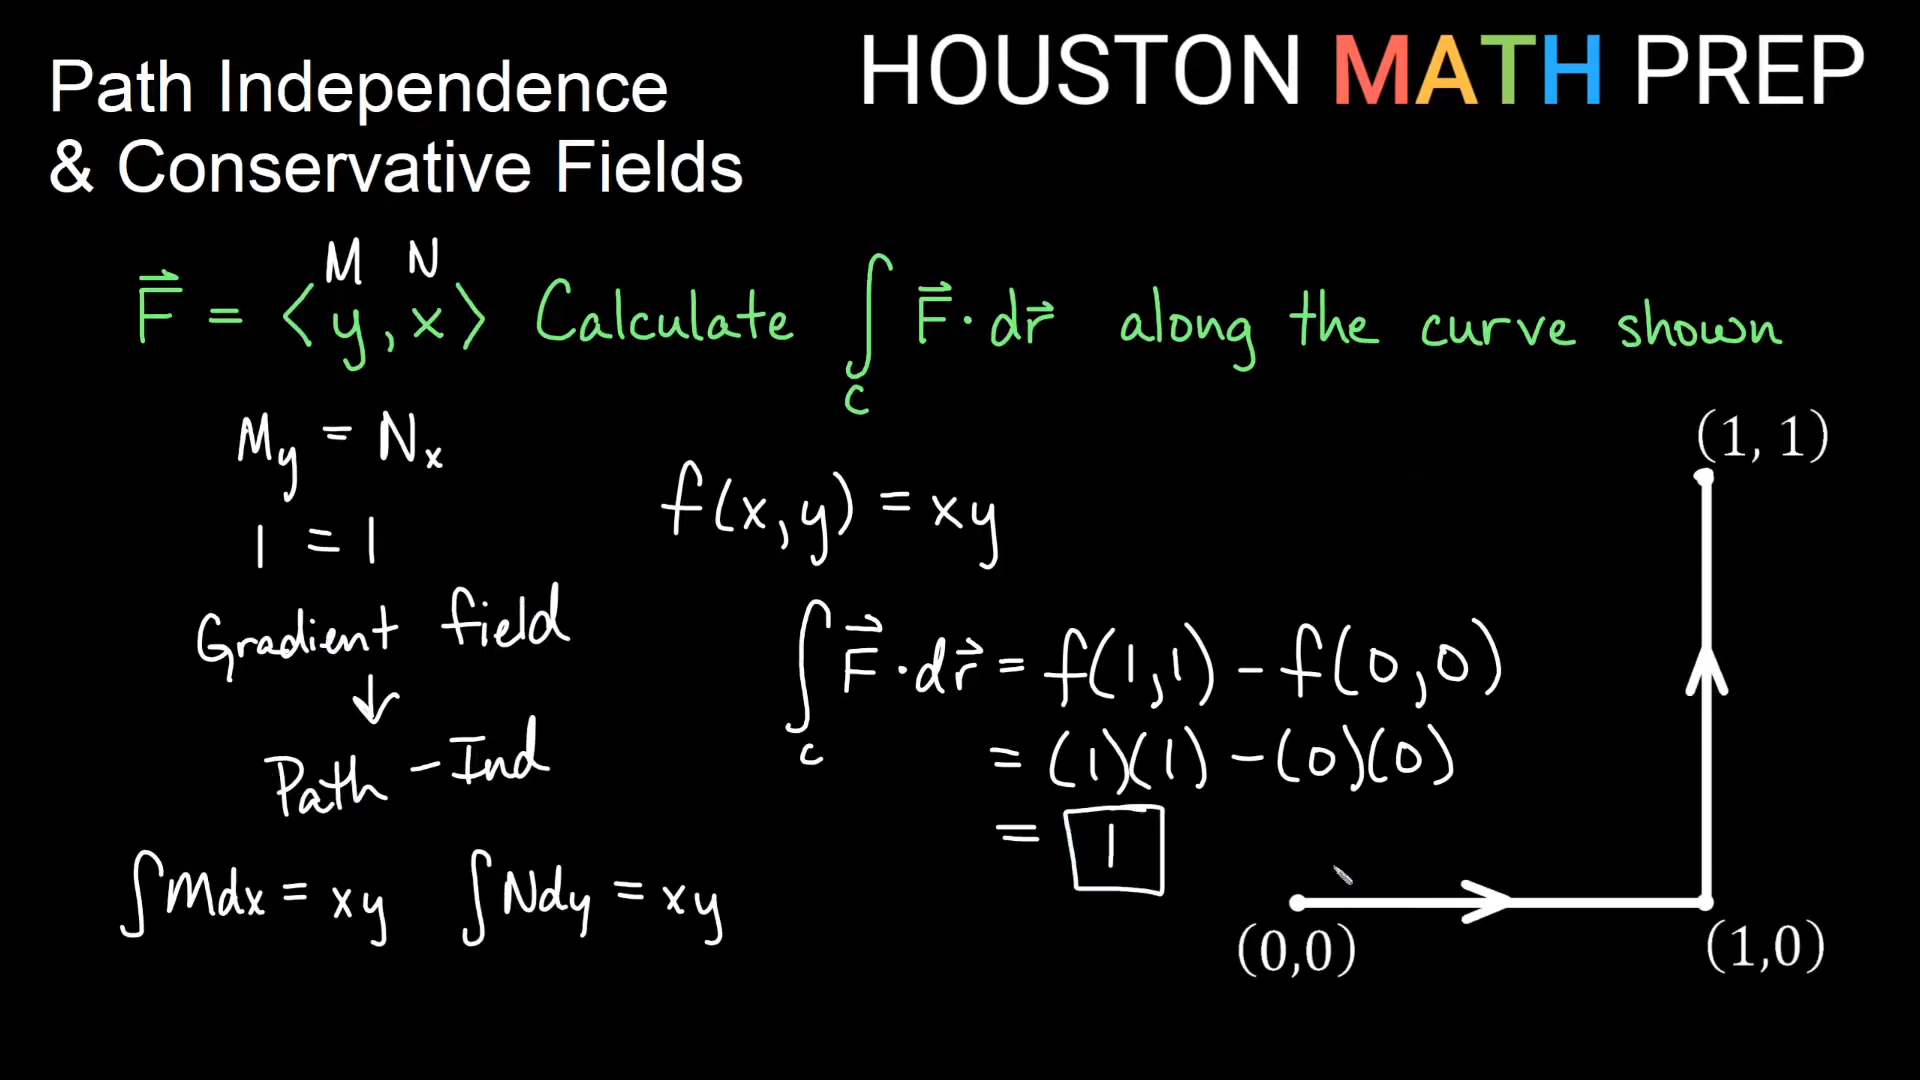 Path Independence
& Conservative Fields
HOUSTON MATH PREP
M N
F⃗ = ⟨y, x⟩ Calculate ∫_C F⃗ · dr⃗ along the curve shown
M_y = N_x
1 = 1
Gradient field
↓
Path - Ind
∫Mdx = xy ∫Ndy = xy
f(x,y) = xy
∫_C F⃗ · dr⃗ = f(1,1) - f(0,0)
= (1)(1) - (0)(0)
= 1
(1, 1)
(0,0)
(1,0)